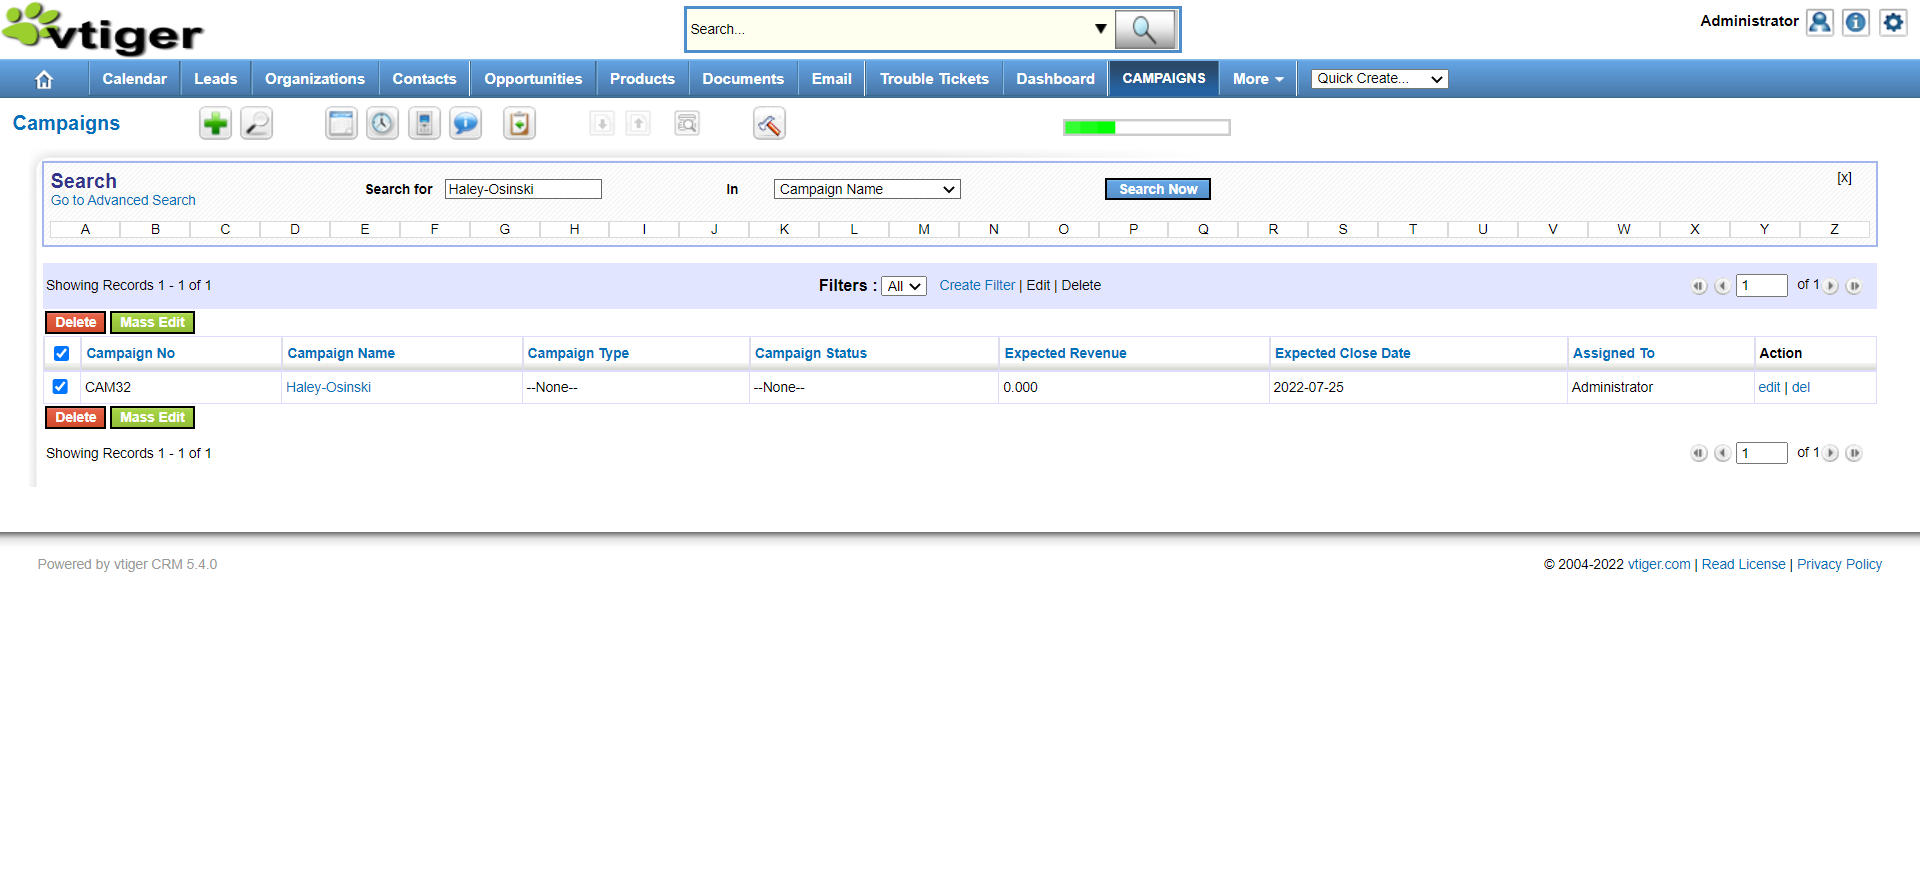 vtiger
Search...
Administrator
Calendar Leads Organizations Contacts Opportunities Products Documents Email Trouble Tickets Dashboard CAMPAIGNS More Quick Create...
Campaigns
Search
Go to Advanced Search
Search for Haley-Osinski In Campaign Name Search Now [x]
A B C D E F G H I J K L M N O P Q R S T U V W X Y Z
Showing Records 1 - 1 of 1 Filters : All Create Filter | Edit | Delete 1 of 1
Delete Mass Edit
Campaign No Campaign Name Campaign Type Campaign Status Expected Revenue Expected Close Date Assigned To Action
CAM32 Haley-Osinski --None-- --None-- 0.000 2022-07-25 Administrator edit | del
Delete Mass Edit
Showing Records 1 - 1 of 1 1 of 1
Powered by vtiger CRM 5.4.0 © 2004-2022 vtiger.com | Read License | Privacy Policy